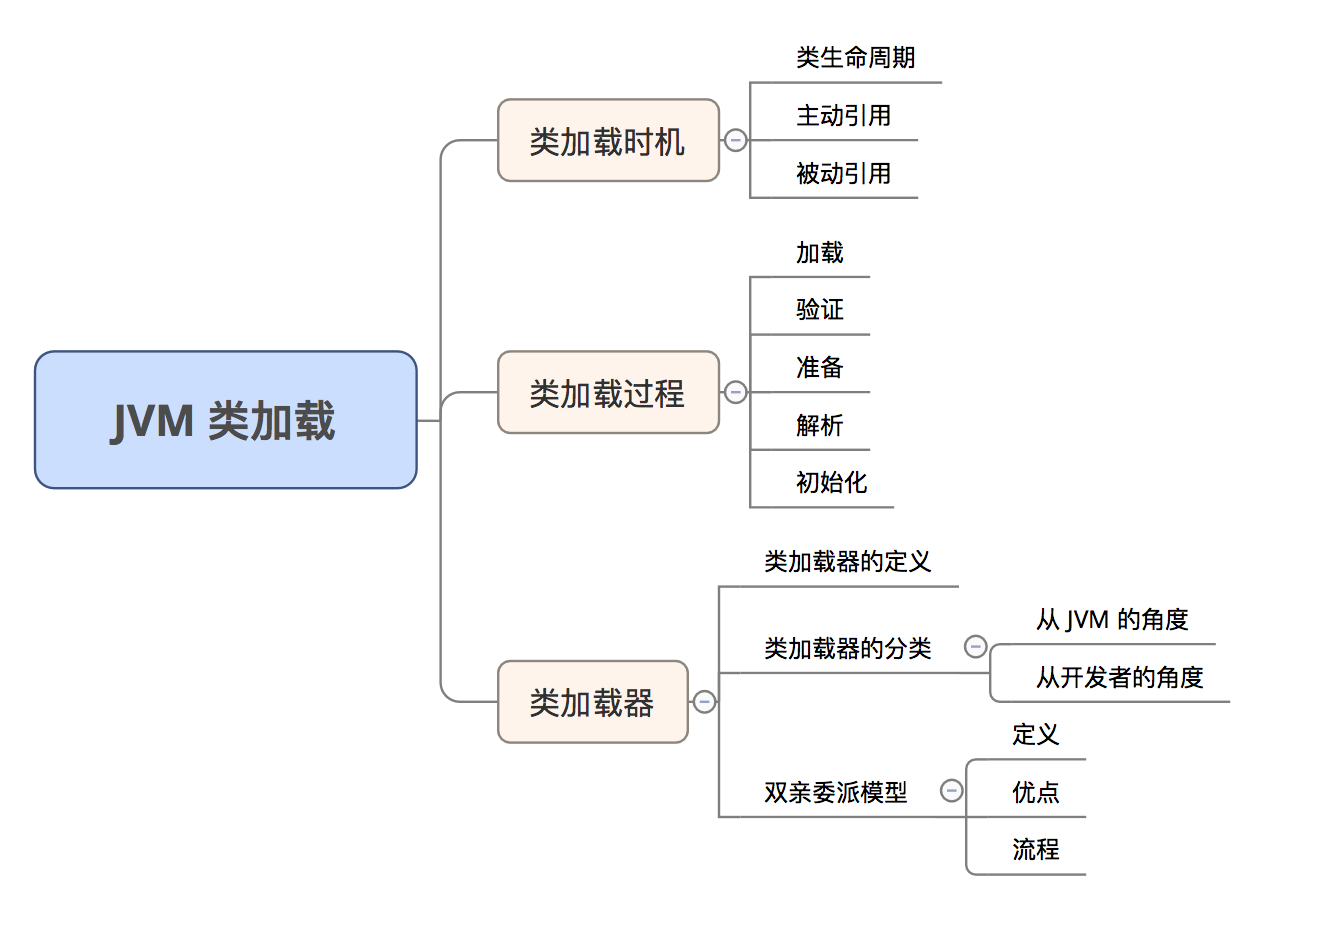 JVM 类加载
类加载时机
类生命周期
主动引用
被动引用
类加载过程
加载
验证
准备
解析
初始化
类加载器
类加载器的定义
类加载器的分类
从 JVM 的角度
从开发者的角度
双亲委派模型
定义
优点
流程